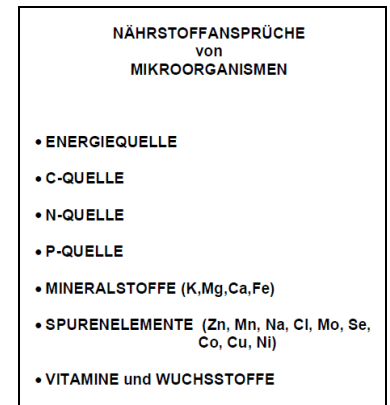 NÄHRSTOFFANSPRÜCHE
von
MIKROORGANISMEN
• ENERGIEQUELLE
• C-QUELLE
• N-QUELLE
• P-QUELLE
• MINERALSTOFFE (K,Mg,Ca,Fe)
• SPURENELEMENTE (Zn, Mn, Na, Cl, Mo, Se,
Co, Cu, Ni)
• VITAMINE und WUCHSSTOFFE